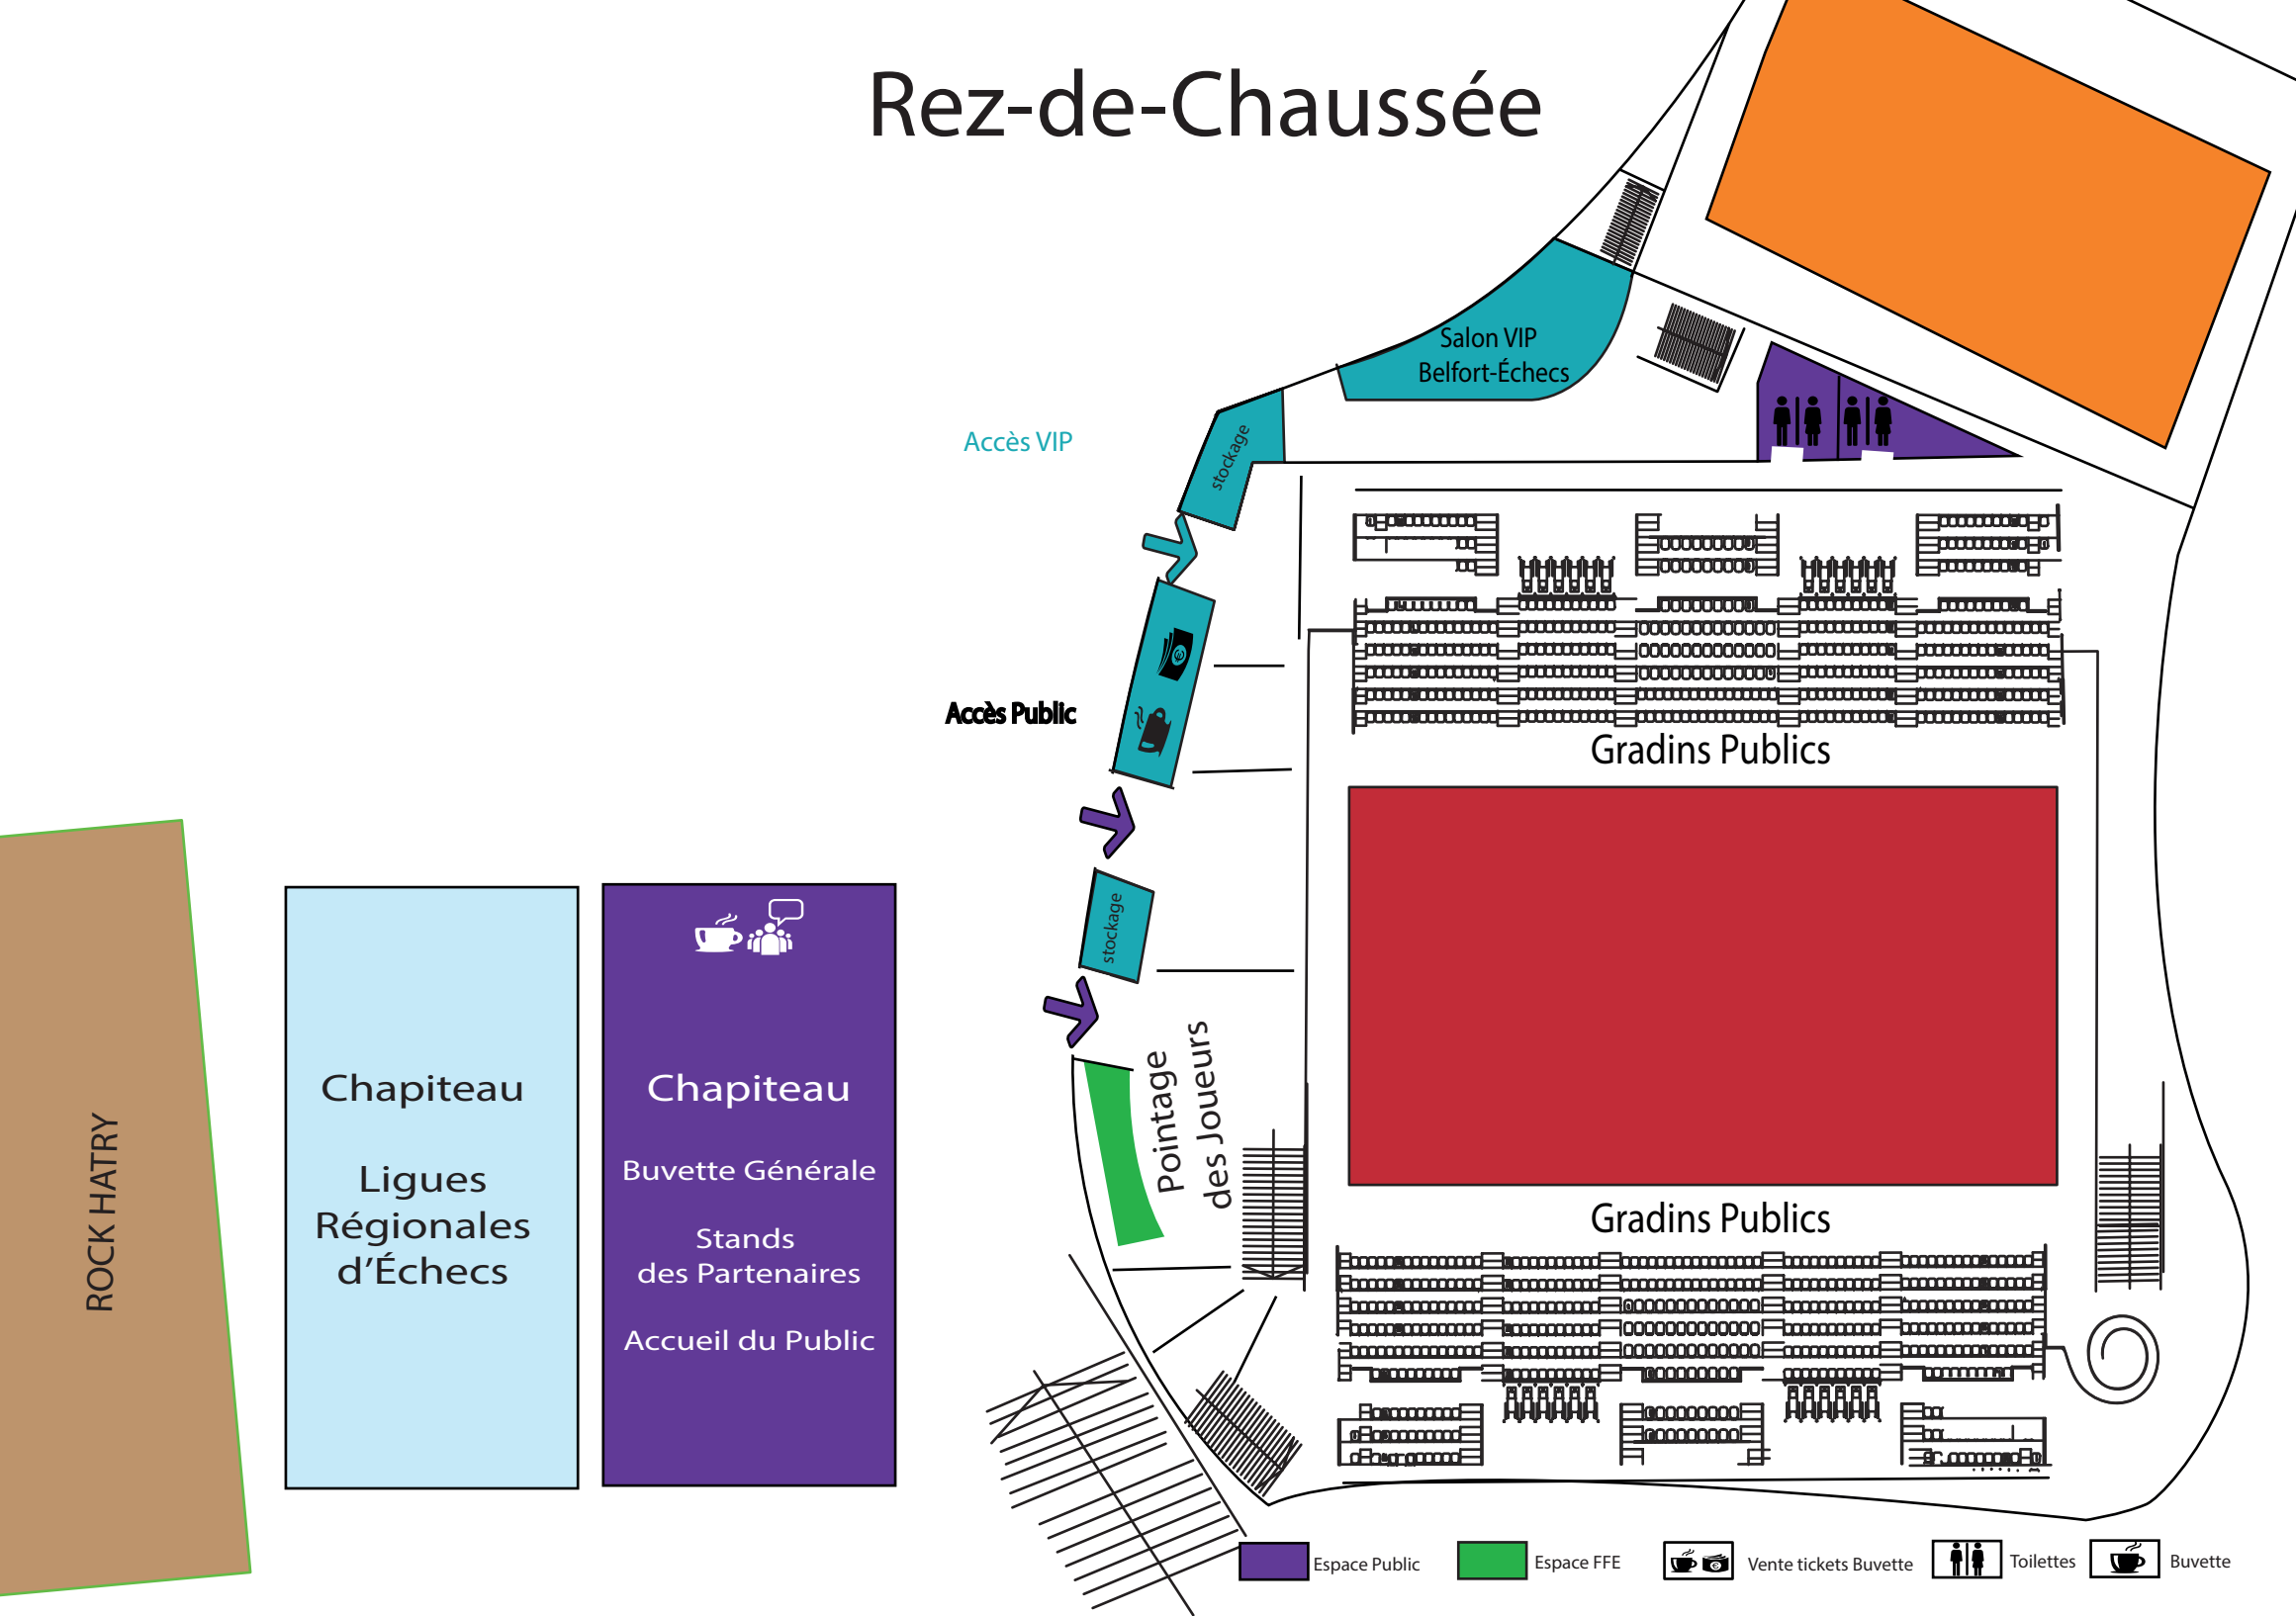 Rez-de-Chaussée
Salon VIP
Belfort-Échecs
Accès VIP
stockage
Accès Public
Gradins Publics
stockage
Pointage
des Joueurs
Chapiteau
Ligues
Régionales
d'Échecs
Chapiteau
Buvette Générale
Stands
des Partenaires
Accueil du Public
ROCK HATRY
Gradins Publics
Espace Public
Espace FFE
Vente tickets Buvette
Toilettes
Buvette